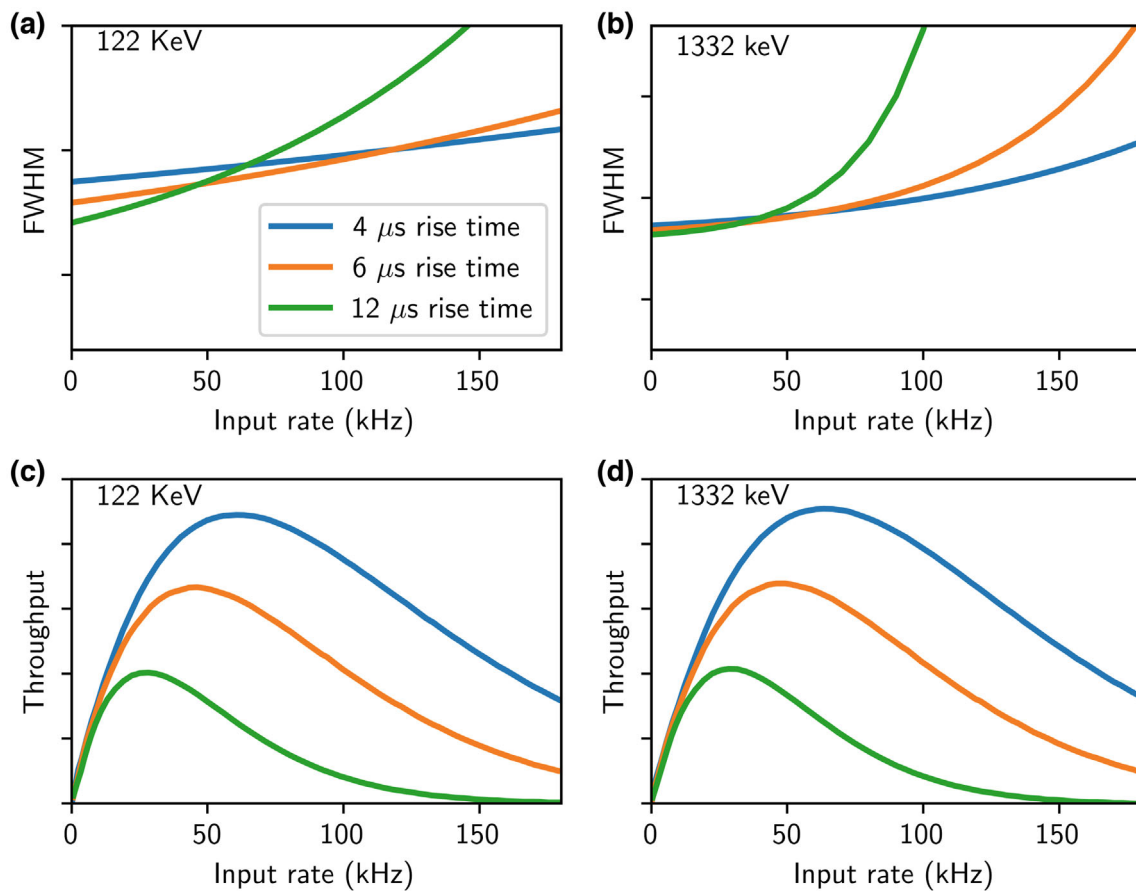 (a)
122 KeV
FWHM
4 μs rise time
6 μs rise time
12 μs rise time
0 50 100 150
Input rate (kHz)
(b)
1332 keV
FWHM
0 50 100 150
Input rate (kHz)
(c)
122 KeV
Throughput
0 50 100 150
Input rate (kHz)
(d)
1332 keV
Throughput
0 50 100 150
Input rate (kHz)